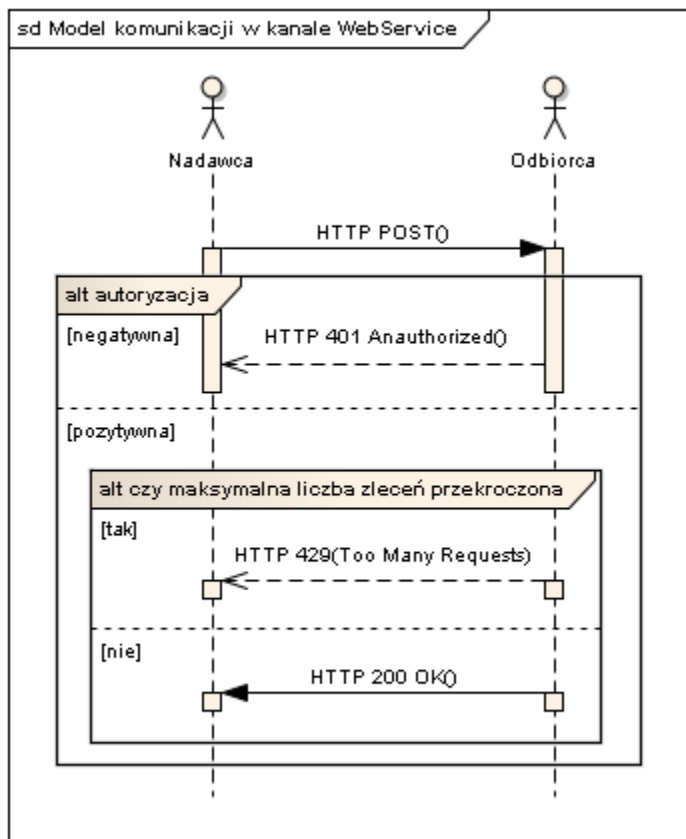 sd Model komunikacji w kanale WebService
Nadawca
Odbiorca
HTTP POST()
alt autoryzacja
[negatywna]
HTTP 401 Anauthorized()
[pozytywna]
alt czy maksymalna liczba zleceń przekroczona
[tak]
HTTP 429(Too Many Requests)
[nie]
HTTP 200 OK()